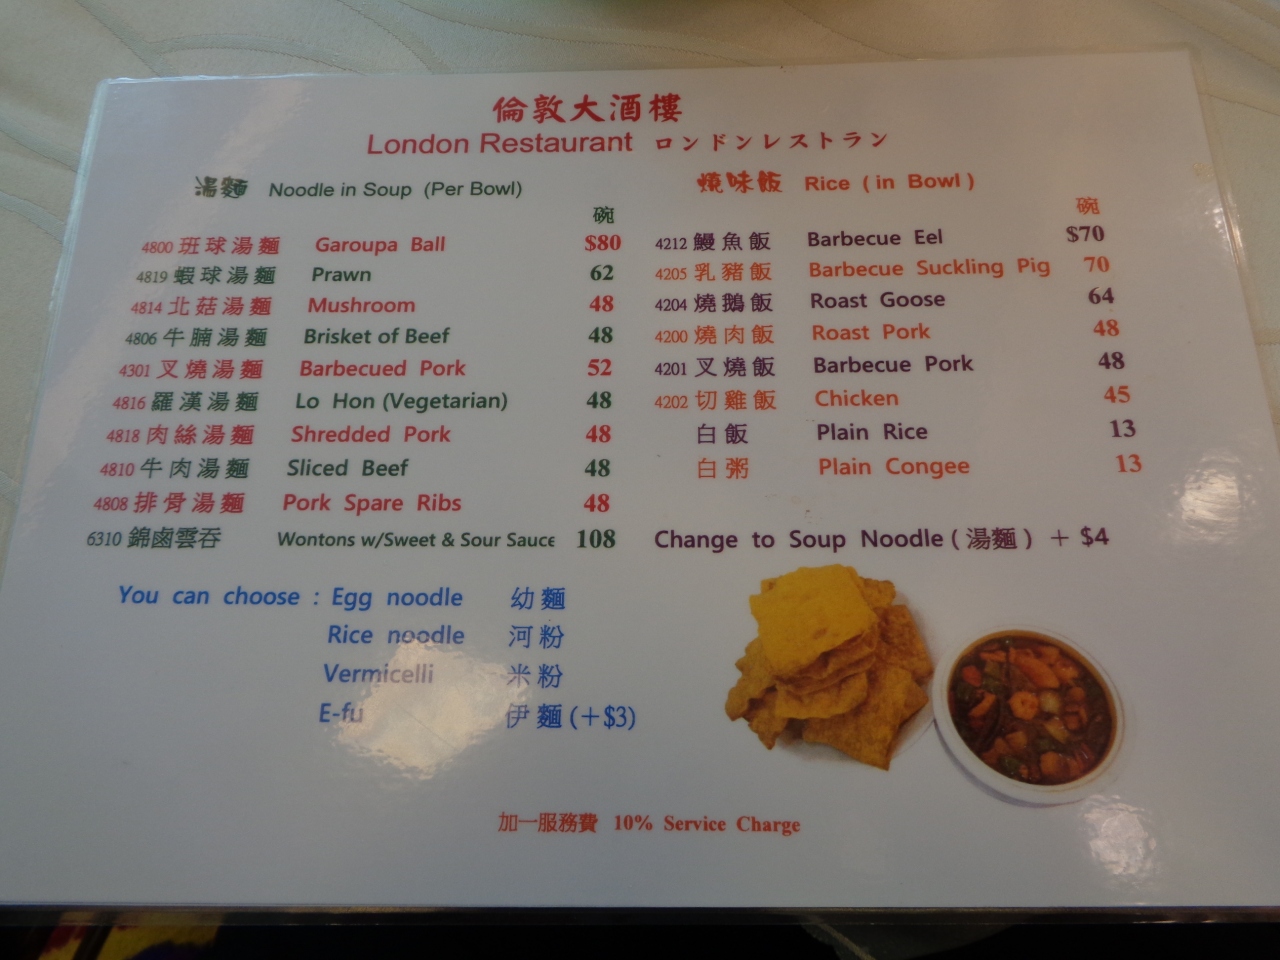 倫敦大酒樓
London Restaurant ロンドンレストラン
湯麵 Noodle in Soup (Per Bowl)
碗
4800 班球湯麵 Garoupa Ball $80
4819 蝦球湯麵 Prawn 62
4814 北菇湯麵 Mushroom 48
4806 牛腩湯麵 Brisket of Beef 48
4301 叉燒湯麵 Barbecued Pork 52
4816 羅漢湯麵 Lo Hon (Vegetarian) 48
4818 肉絲湯麵 Shredded Pork 48
4810 牛肉湯麵 Sliced Beef 48
4808 排骨湯麵 Pork Spare Ribs 48
6310 錦鹵雲吞 Wontons w/Sweet & Sour Sauce 108
You can choose : Egg noodle 幼麵
Rice noodle 河粉
Vermicelli 米粉
E-fu 伊麵 (+$3)
燒味飯 Rice ( in Bowl )
碗
4212 鰻魚飯 Barbecue Eel $70
4205 乳豬飯 Barbecue Suckling Pig 70
4204 燒鵝飯 Roast Goose 64
4200 燒肉飯 Roast Pork 48
4201 叉燒飯 Barbecue Pork 48
4202 切雞飯 Chicken 45
白飯 Plain Rice 13
白粥 Plain Congee 13
Change to Soup Noodle ( 湯麵 ) + $4
加一服務費 10% Service Charge